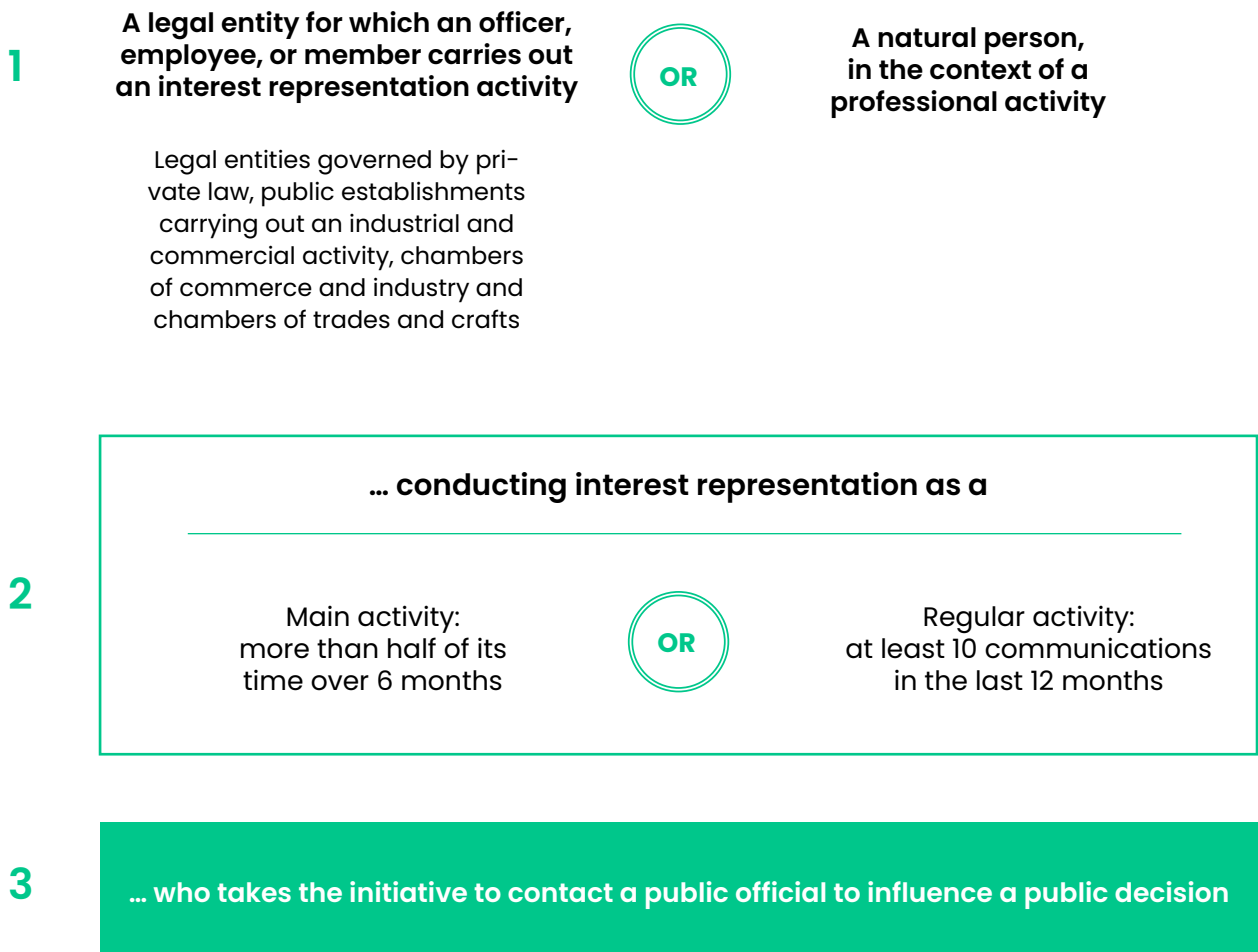 1
A legal entity for which an officer,
employee, or member carries out
an interest representation activity
OR
A natural person,
in the context of a
professional activity
Legal entities governed by pri-
vate law, public establishments
carrying out an industrial and
commercial activity, chambers
of commerce and industry and
chambers of trades and crafts
2
... conducting interest representation as a
Main activity:
more than half of its
time over 6 months
OR
Regular activity:
at least 10 communications
in the last 12 months
3
... who takes the initiative to contact a public official to influence a public decision